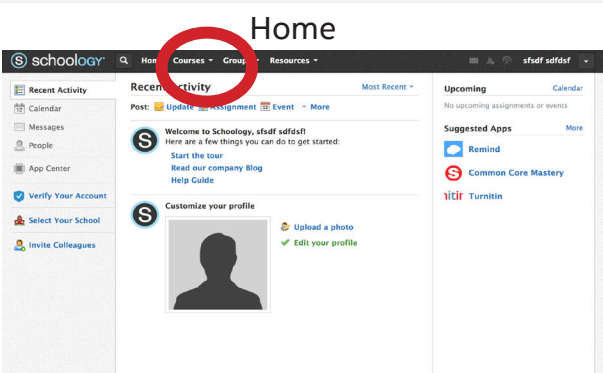 Home
S schoology Home Courses Groups Resources sfsdf sdfdsf
Recent Activity
Calendar
Messages
People
App Center
Verify Your Account
Select Your School
Invite Colleagues
Recent Activity Most Recent
Post: Update Assignment Event More
S Welcome to Schoology, sfsdf sdfdsf!
Here are a few things you can do to get started:
Start the tour
Read our company Blog
Help Guide
S Customize your profile
Upload a photo
Edit your profile
Upcoming Calendar
No upcoming assignments or events
Suggested Apps More
Remind
S Common Core Mastery
nitin Turnitin